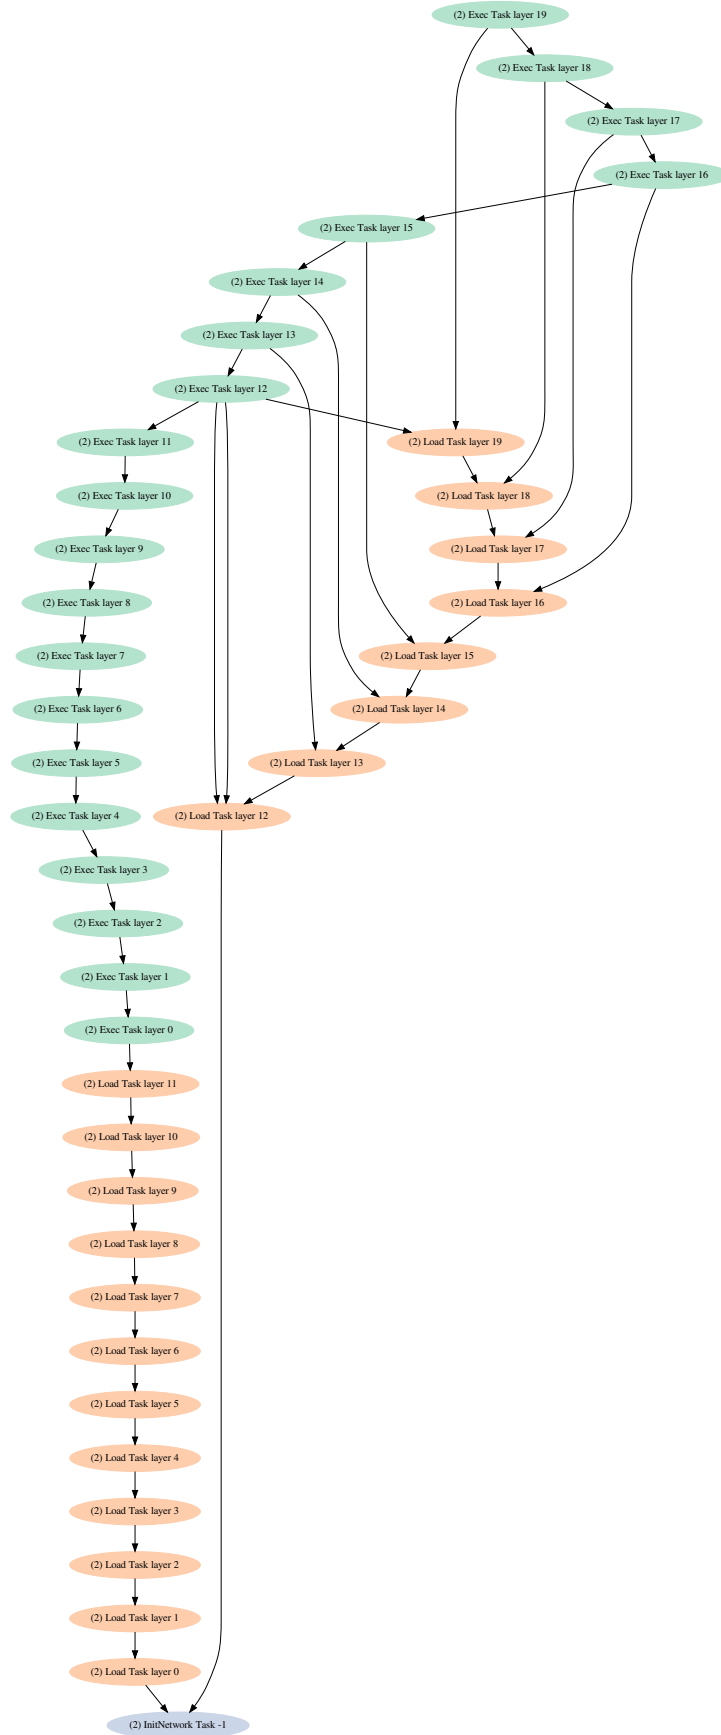 (2) Exec Task layer 19
(2) Exec Task layer 18
(2) Exec Task layer 17
(2) Exec Task layer 16
(2) Exec Task layer 15
(2) Exec Task layer 14
(2) Exec Task layer 13
(2) Exec Task layer 12
(2) Exec Task layer 11
(2) Load Task layer 19
(2) Exec Task layer 10
(2) Load Task layer 18
(2) Exec Task layer 9
(2) Load Task layer 17
(2) Exec Task layer 8
(2) Load Task layer 16
(2) Exec Task layer 7
(2) Load Task layer 15
(2) Exec Task layer 6
(2) Load Task layer 14
(2) Exec Task layer 5
(2) Load Task layer 13
(2) Exec Task layer 4
(2) Load Task layer 12
(2) Exec Task layer 3
(2) Exec Task layer 2
(2) Exec Task layer 1
(2) Exec Task layer 0
(2) Load Task layer 11
(2) Load Task layer 10
(2) Load Task layer 9
(2) Load Task layer 8
(2) Load Task layer 7
(2) Load Task layer 6
(2) Load Task layer 5
(2) Load Task layer 4
(2) Load Task layer 3
(2) Load Task layer 2
(2) Load Task layer 1
(2) Load Task layer 0
(2) InitNetwork Task -1